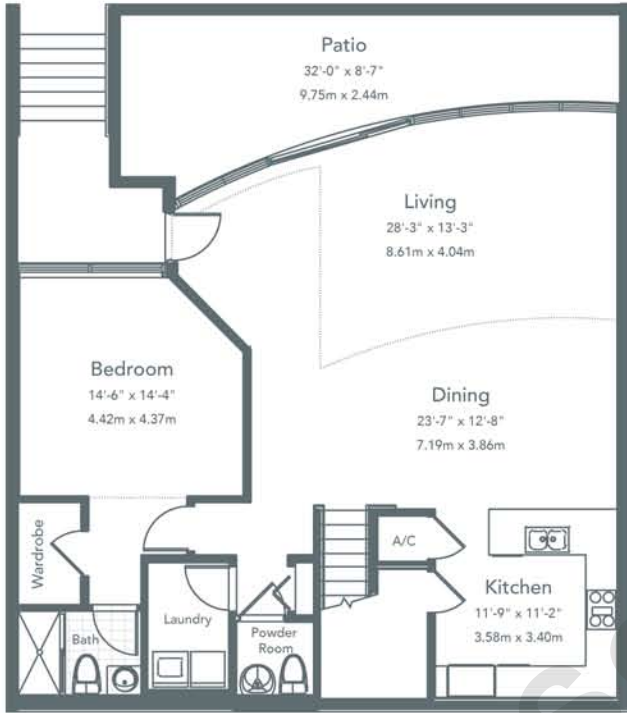 Patio
32'-0" x 8'-7"
9.75m x 2.44m
Living
28'-3" x 13'-3"
8.61m x 4.04m
Bedroom
14'-6" x 14'-4"
4.42m x 4.37m
Dining
23'-7" x 12'-8"
7.19m x 3.86m
Wardrobe
A/C
Kitchen
11'-9" x 11'-2"
3.58m x 3.40m
Laundry
Bath
Powder
Room